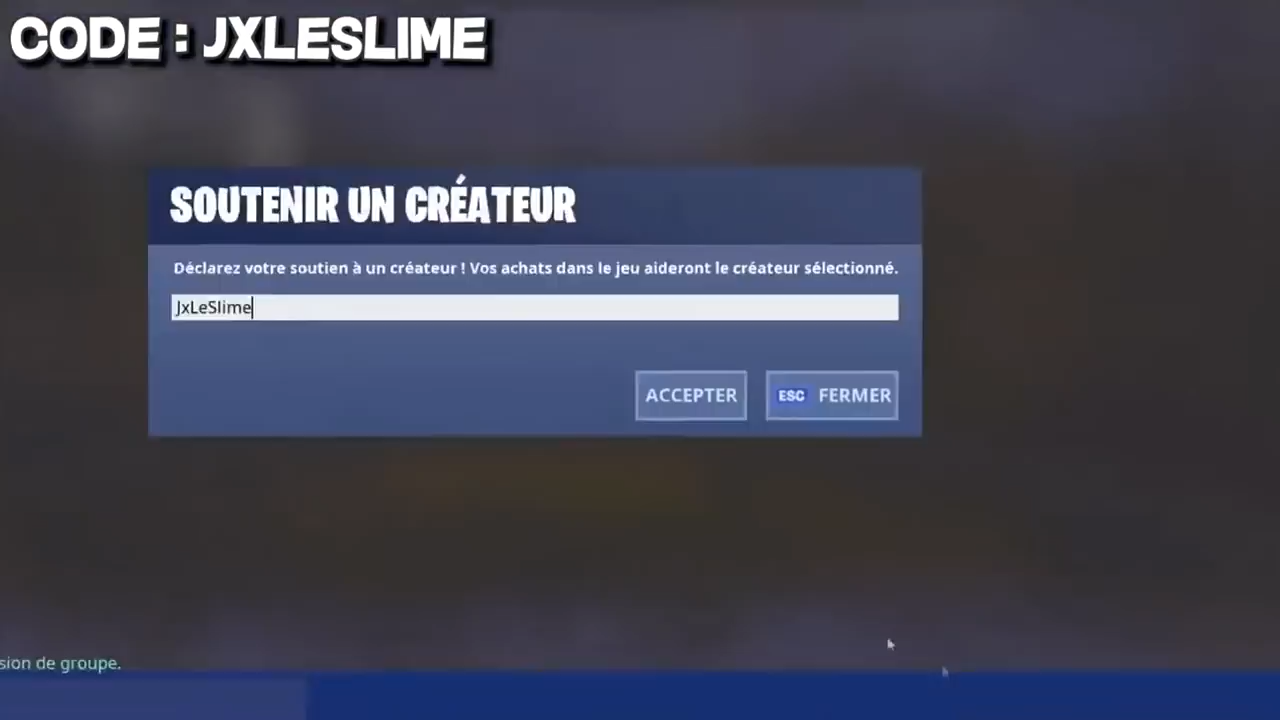 CODE : JXLESLIME
SOUTENIR UN CRÉATEUR
Déclarez votre soutien à un créateur ! Vos achats dans le jeu aideront le créateur sélectionné.
JxLeSlime
ACCEPTER
ESC FERMER
sion de groupe.